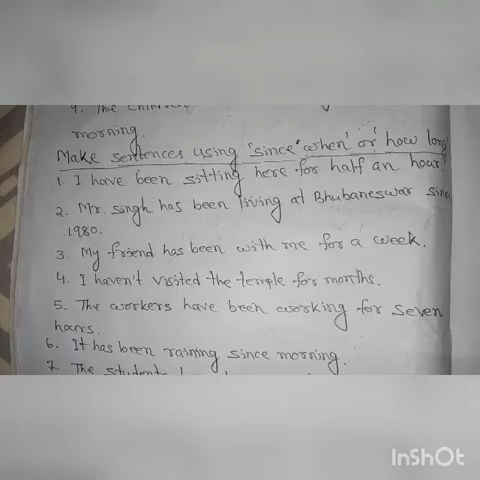 9. The
morning.
Make sentences using 'since when' or 'how long'
1. I have been sitting here for half an hour.
2. Mr. Singh has been living at Bhubaneswar since
1980.
3. My friend has been with me for a week.
4. I haven't visited the temple for months.
5. The workers have been working for seven
hours.
6. It has been raining since morning.
7. The student
InShOt